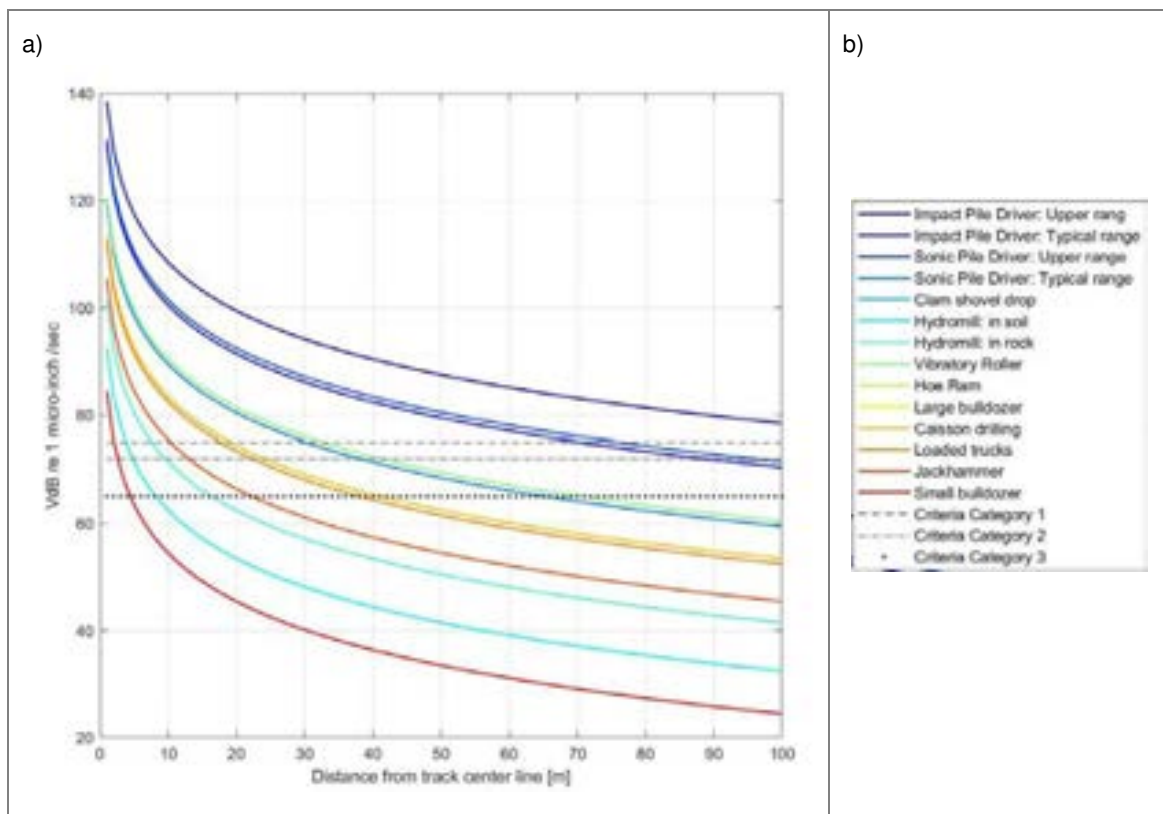 a)
b)
140
120
100
80
60
40
20
0
10
20
30
40
50
60
70
80
90
100
VdB re 1 micro-inch /sec
Distance from track center line [m]
Impact Pile Driver: Upper rang
Impact Pile Driver: Typical range
Sonic Pile Driver: Upper range
Sonic Pile Driver: Typical range
Clam shovel drop
Hydromill: in soil
Hydromill: in rock
Vibratory Roller
Hoe Ram
Large bulldozer
Caisson drilling
Loaded trucks
Jackhammer
Small bulldozer
Criteria Category 1
Criteria Category 2
Criteria Category 3